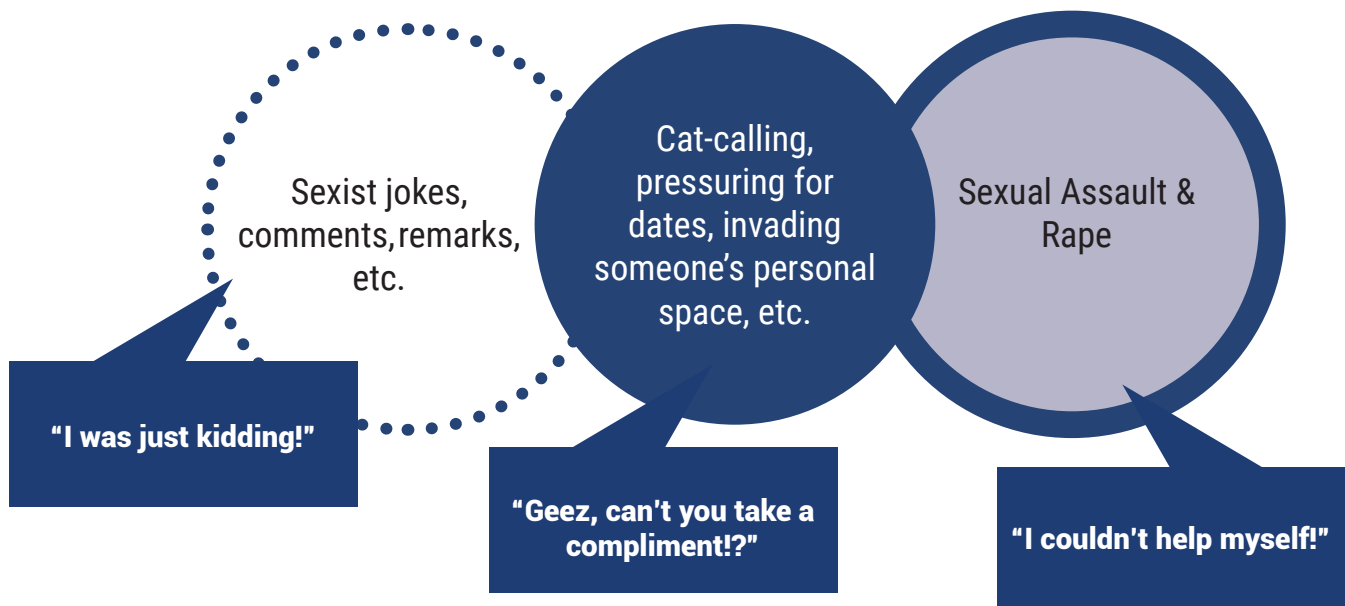 Sexist jokes,
comments, remarks,
etc.
Cat-calling,
pressuring for
dates, invading
someone’s personal
space, etc.
Sexual Assault &
Rape
“I was just kidding!”
“Geez, can’t you take a
compliment!?”
“I couldn’t help myself!”